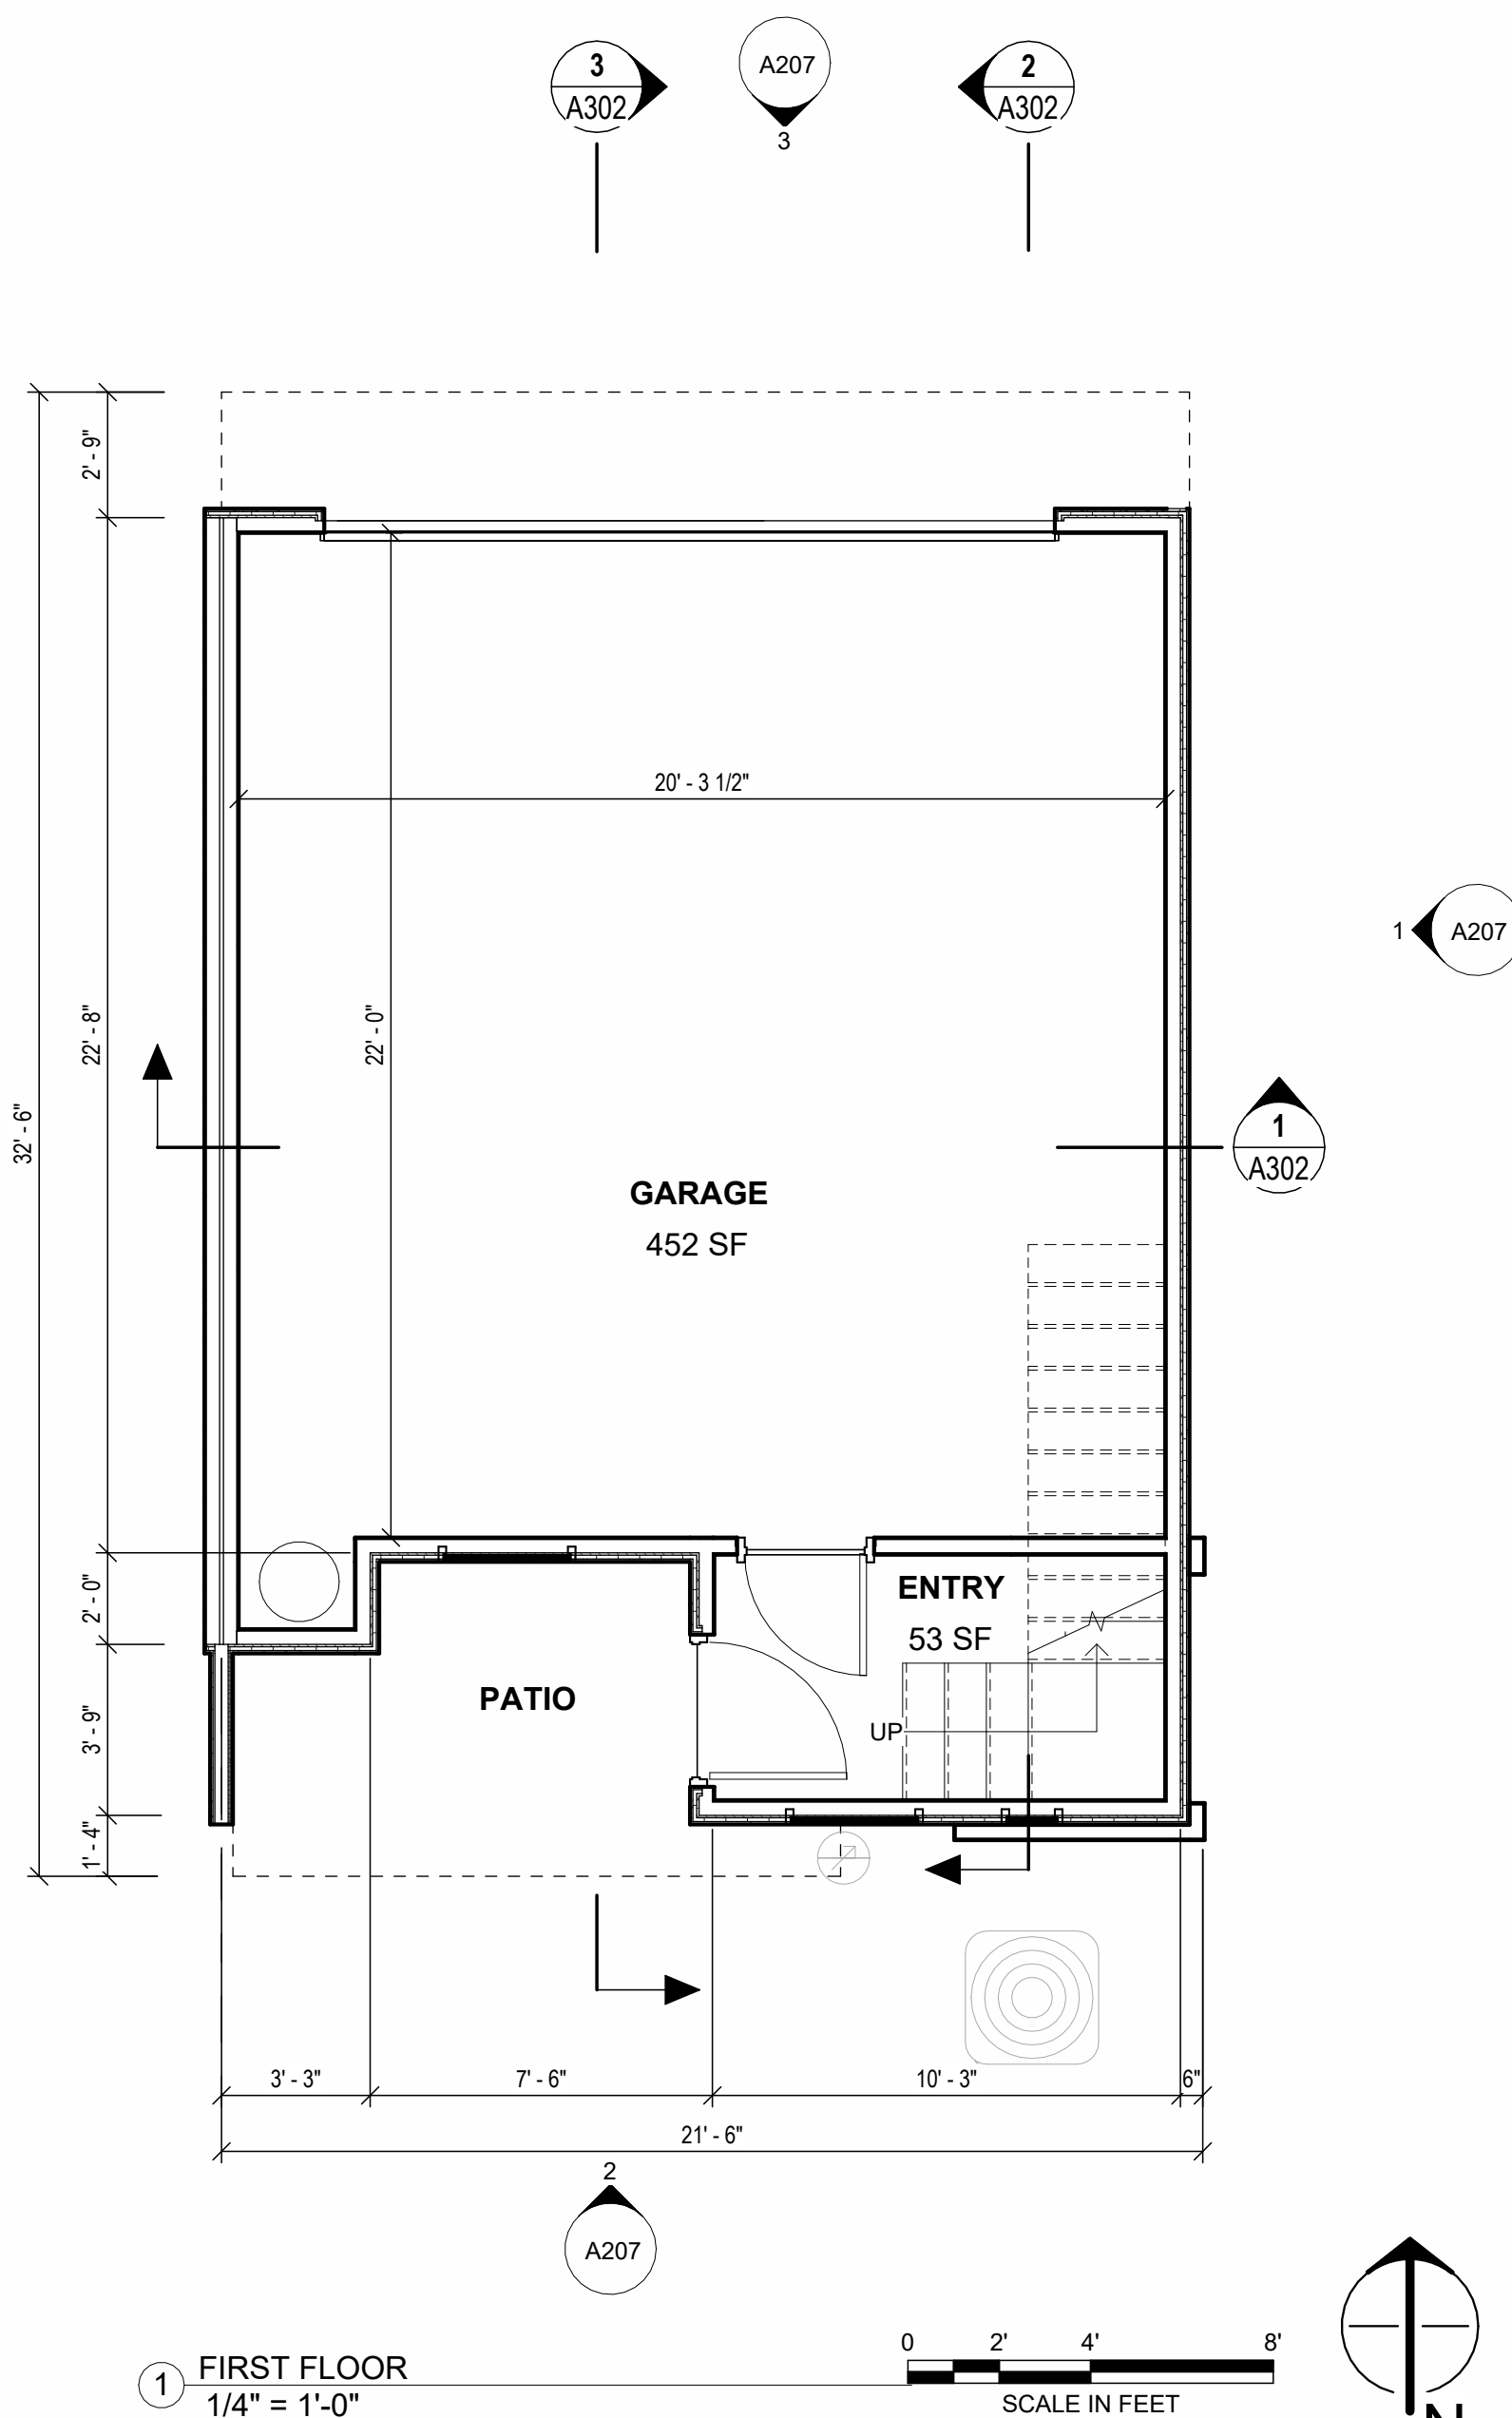 3
A302
A207
3
2
A302
2' - 9"
20' - 3 1/2"
1
A207
22' - 8"
22' - 0"
32' - 6"
1
A302
GARAGE
452 SF
ENTRY
53 SF
2' - 0"
PATIO
UP
3' - 9"
1' - 4"
3' - 3"
7' - 6"
10' - 3"
6"
21' - 6"
2
A207
0 2' 4' 8'
SCALE IN FEET
1
FIRST FLOOR
1/4" = 1'-0"
N